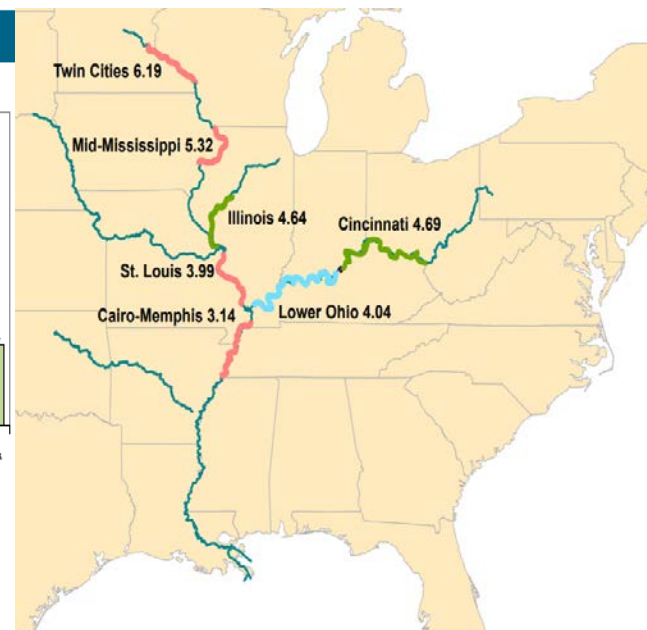 Twin Cities 6.19
Mid-Mississippi 5.32
Illinois 4.64
Cincinnati 4.69
St. Louis 3.99
Cairo-Memphis 3.14
Lower Ohio 4.04